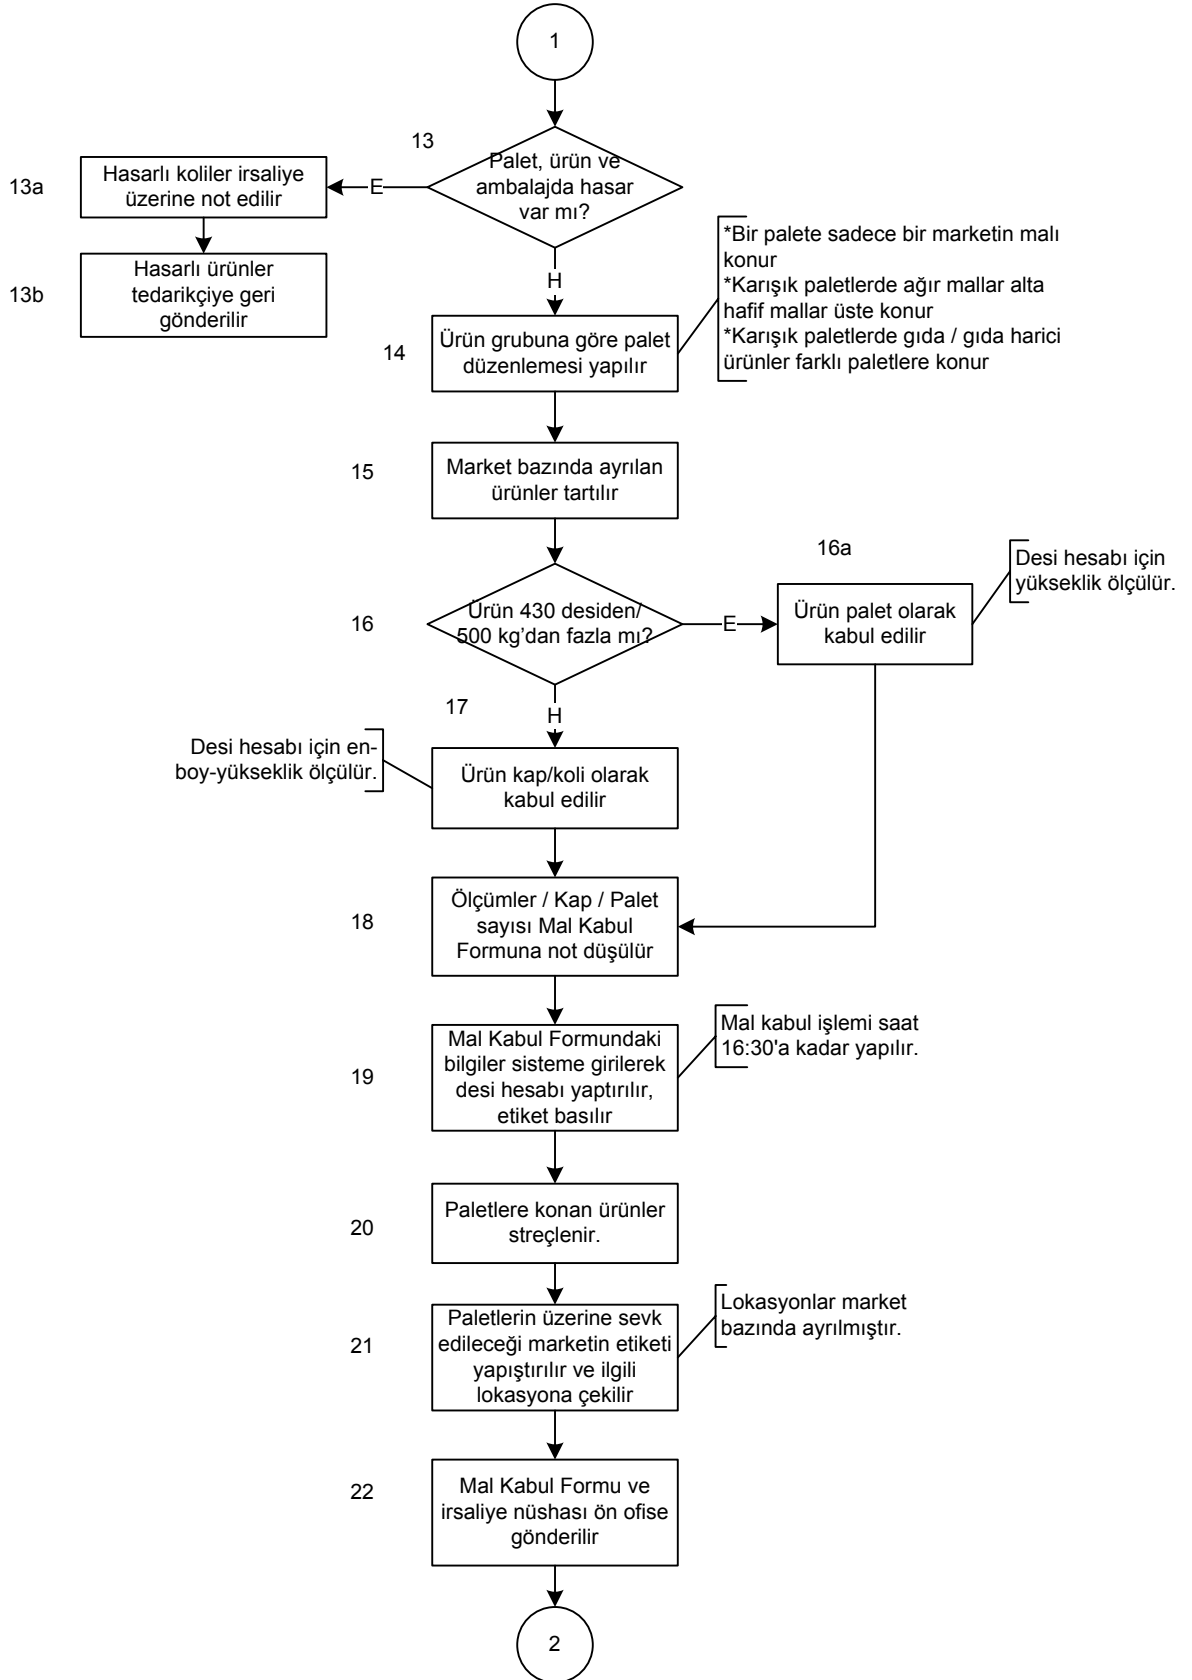 1
13
Palet, ürün ve
ambalajda hasar
var mı?
E
13a
Hasarlı koliler irsaliye
üzerine not edilir
13b
Hasarlı ürünler
tedarikçiye geri
gönderilir
H
*Bir palete sadece bir marketin malı
konur
*Karışık paletlerde ağır mallar alta
hafif mallar üste konur
*Karışık paletlerde gıda / gıda harici
ürünler farklı paletlere konur
14
Ürün grubuna göre palet
düzenlemesi yapılır
15
Market bazında ayrılan
ürünler tartılır
16
Ürün 430 desiden/
500 kg’dan fazla mı?
E
16a
Ürün palet olarak
kabul edilir
Desi hesabı için
yükseklik ölçülür.
H
17
Desi hesabı için en-
boy-yükseklik ölçülür.
Ürün kap/koli olarak
kabul edilir
18
Ölçümler / Kap / Palet
sayısı Mal Kabul
Formuna not düşülür
19
Mal Kabul Formundaki
bilgiler sisteme girilerek
desi hesabı yaptırılır,
etiket basılır
Mal kabul işlemi saat
16:30'a kadar yapılır.
20
Paletlere konan ürünler
streçlenir.
21
Paletlerin üzerine sevk
edileceği marketin etiketi
yapıştırılır ve ilgili
lokasyona çekilir
Lokasyonlar market
bazında ayrılmıştır.
22
Mal Kabul Formu ve
irsaliye nüshası ön ofise
gönderilir
2